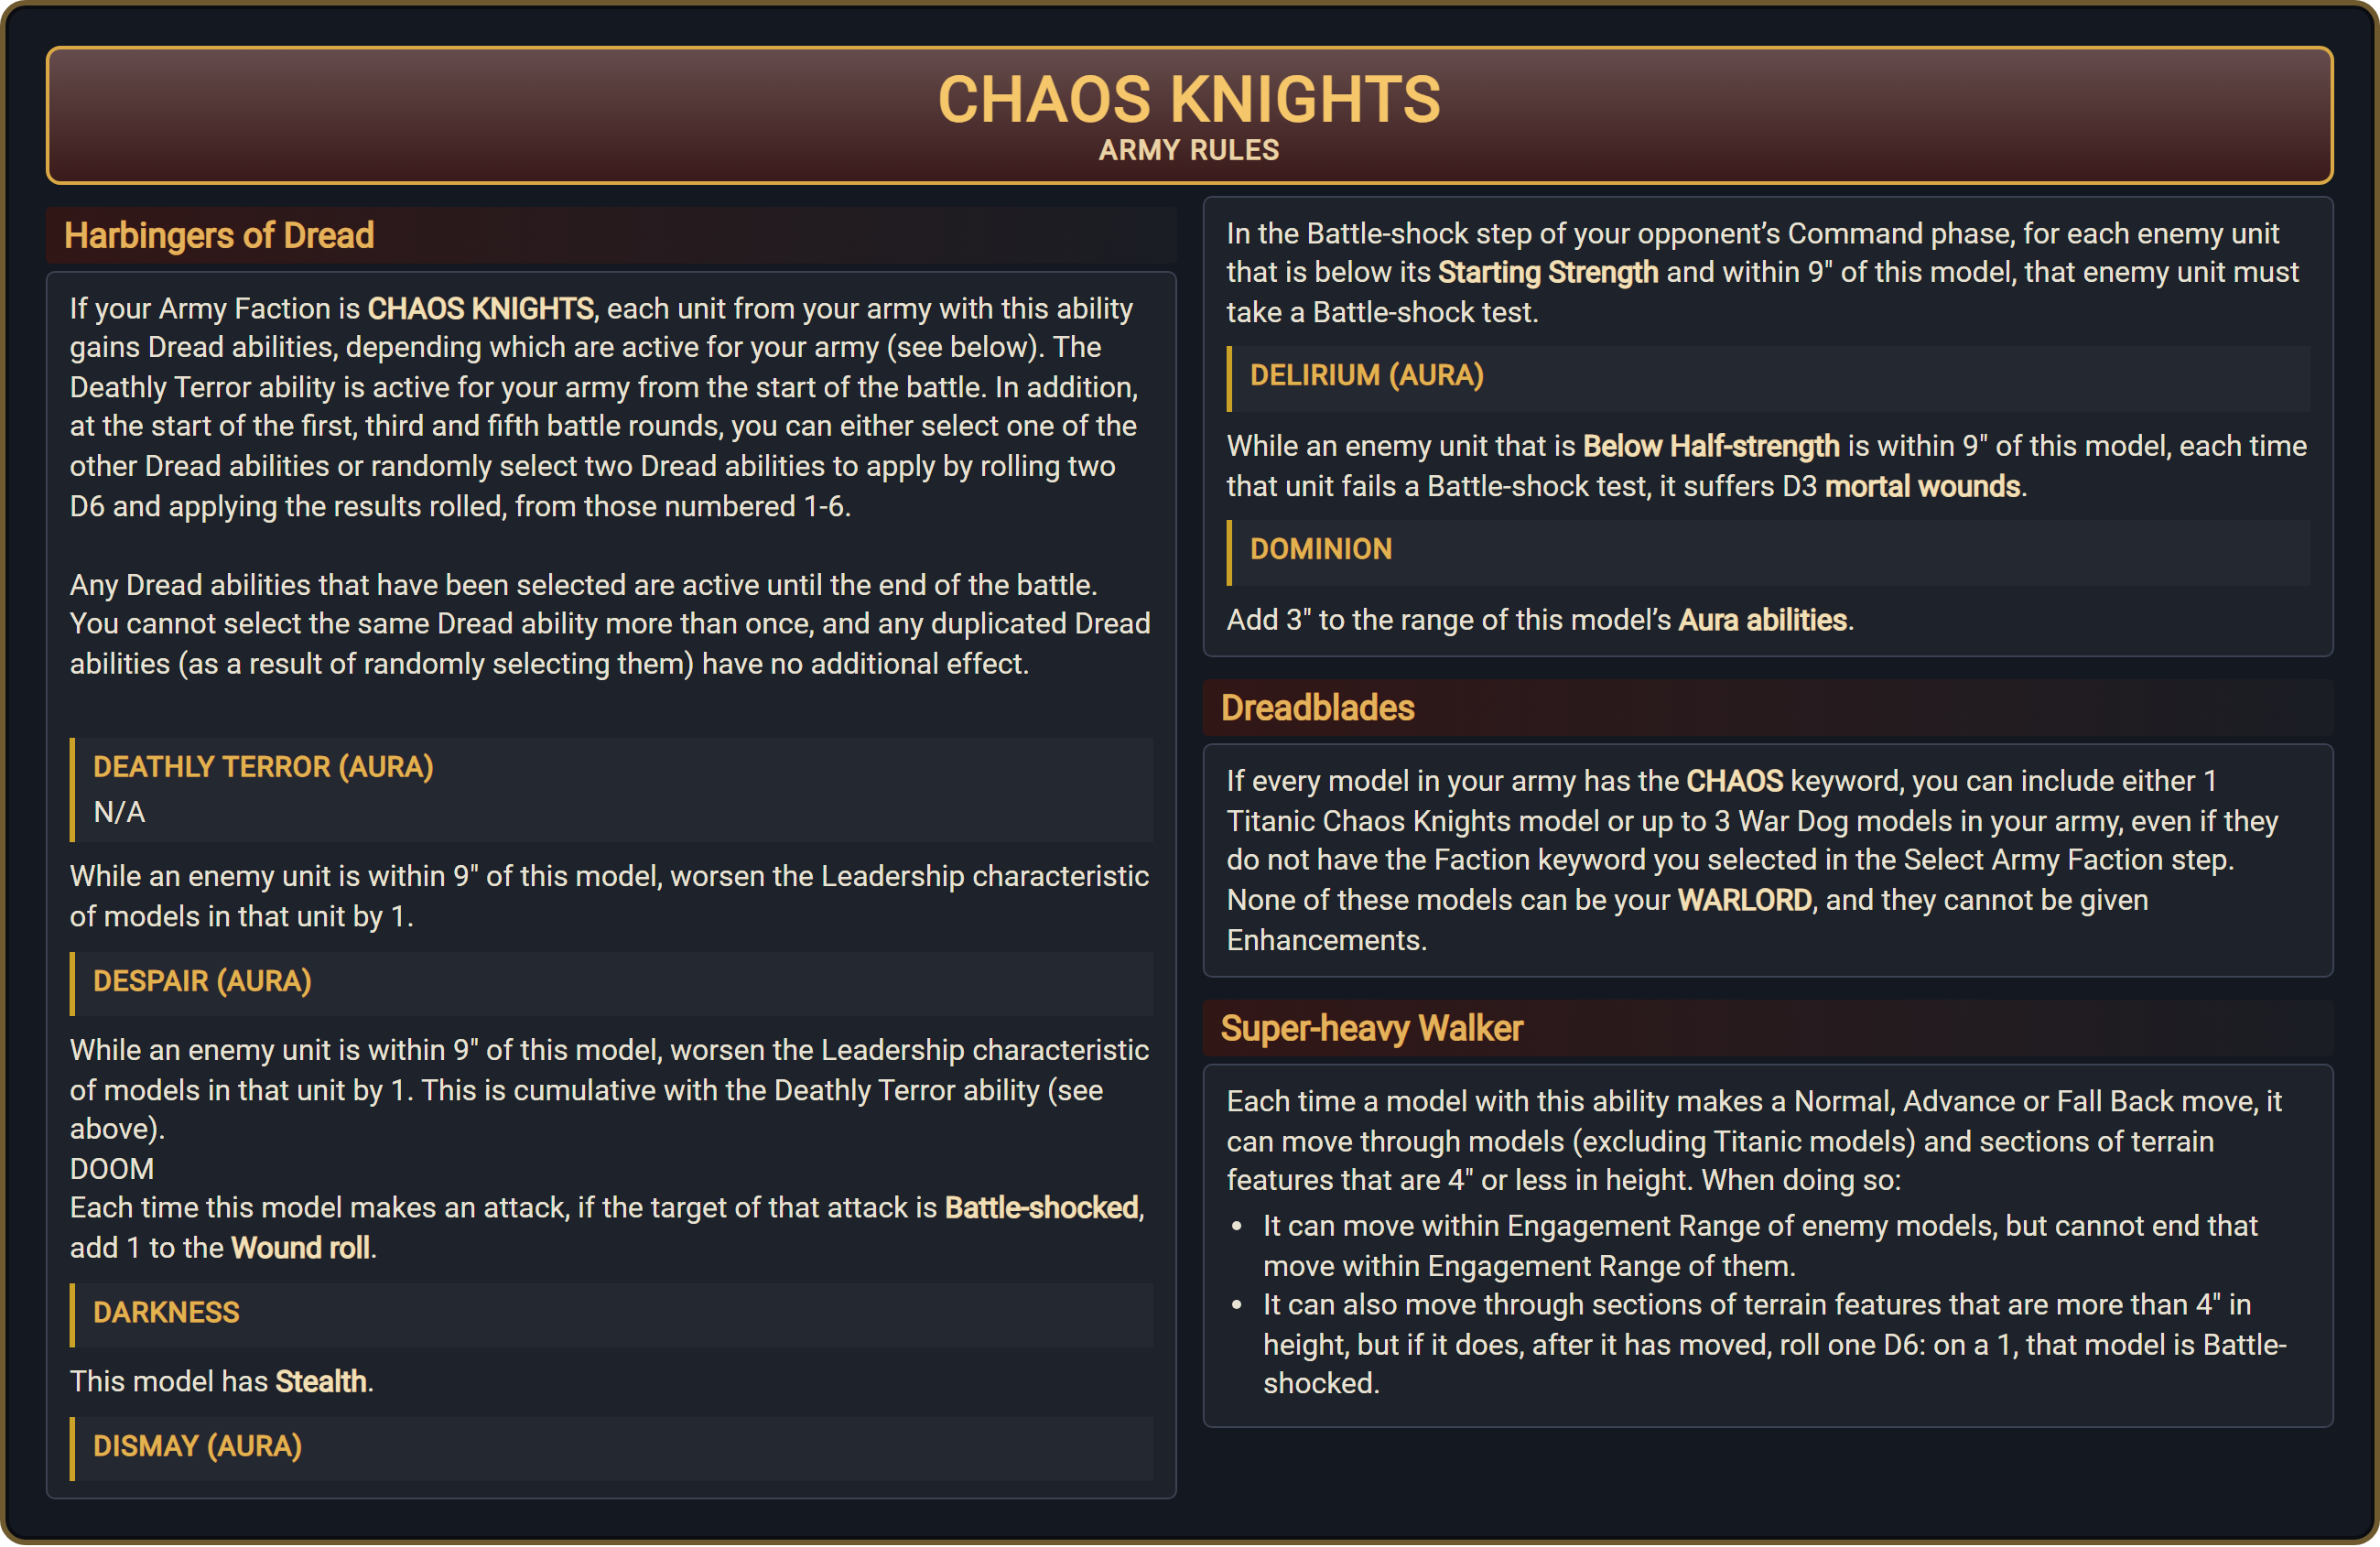 CHAOS KNIGHTS
ARMY RULES
Harbingers of Dread
If your Army Faction is CHAOS KNIGHTS, each unit from your army with this ability
gains Dread abilities, depending which are active for your army (see below). The
Deathly Terror ability is active for your army from the start of the battle. In addition,
at the start of the first, third and fifth battle rounds, you can either select one of the
other Dread abilities or randomly select two Dread abilities to apply by rolling two
D6 and applying the results rolled, from those numbered 1-6.
Any Dread abilities that have been selected are active until the end of the battle.
You cannot select the same Dread ability more than once, and any duplicated Dread
abilities (as a result of randomly selecting them) have no additional effect.
DEATHLY TERROR (AURA)
N/A
While an enemy unit is within 9" of this model, worsen the Leadership characteristic
of models in that unit by 1.
DESPAIR (AURA)
While an enemy unit is within 9" of this model, worsen the Leadership characteristic
of models in that unit by 1. This is cumulative with the Deathly Terror ability (see
above).
DOOM
Each time this model makes an attack, if the target of that attack is Battle-shocked,
add 1 to the Wound roll.
DARKNESS
This model has Stealth.
DISMAY (AURA)
In the Battle-shock step of your opponent’s Command phase, for each enemy unit
that is below its Starting Strength and within 9" of this model, that enemy unit must
take a Battle-shock test.
DELIRIUM (AURA)
While an enemy unit that is Below Half-strength is within 9" of this model, each time
that unit fails a Battle-shock test, it suffers D3 mortal wounds.
DOMINION
Add 3" to the range of this model’s Aura abilities.
Dreadblades
If every model in your army has the CHAOS keyword, you can include either 1
Titanic Chaos Knights model or up to 3 War Dog models in your army, even if they
do not have the Faction keyword you selected in the Select Army Faction step.
None of these models can be your WARLORD, and they cannot be given
Enhancements.
Super-heavy Walker
Each time a model with this ability makes a Normal, Advance or Fall Back move, it
can move through models (excluding Titanic models) and sections of terrain
features that are 4" or less in height. When doing so:
• It can move within Engagement Range of enemy models, but cannot end that
move within Engagement Range of them.
• It can also move through sections of terrain features that are more than 4" in
height, but if it does, after it has moved, roll one D6: on a 1, that model is Battle-
shocked.